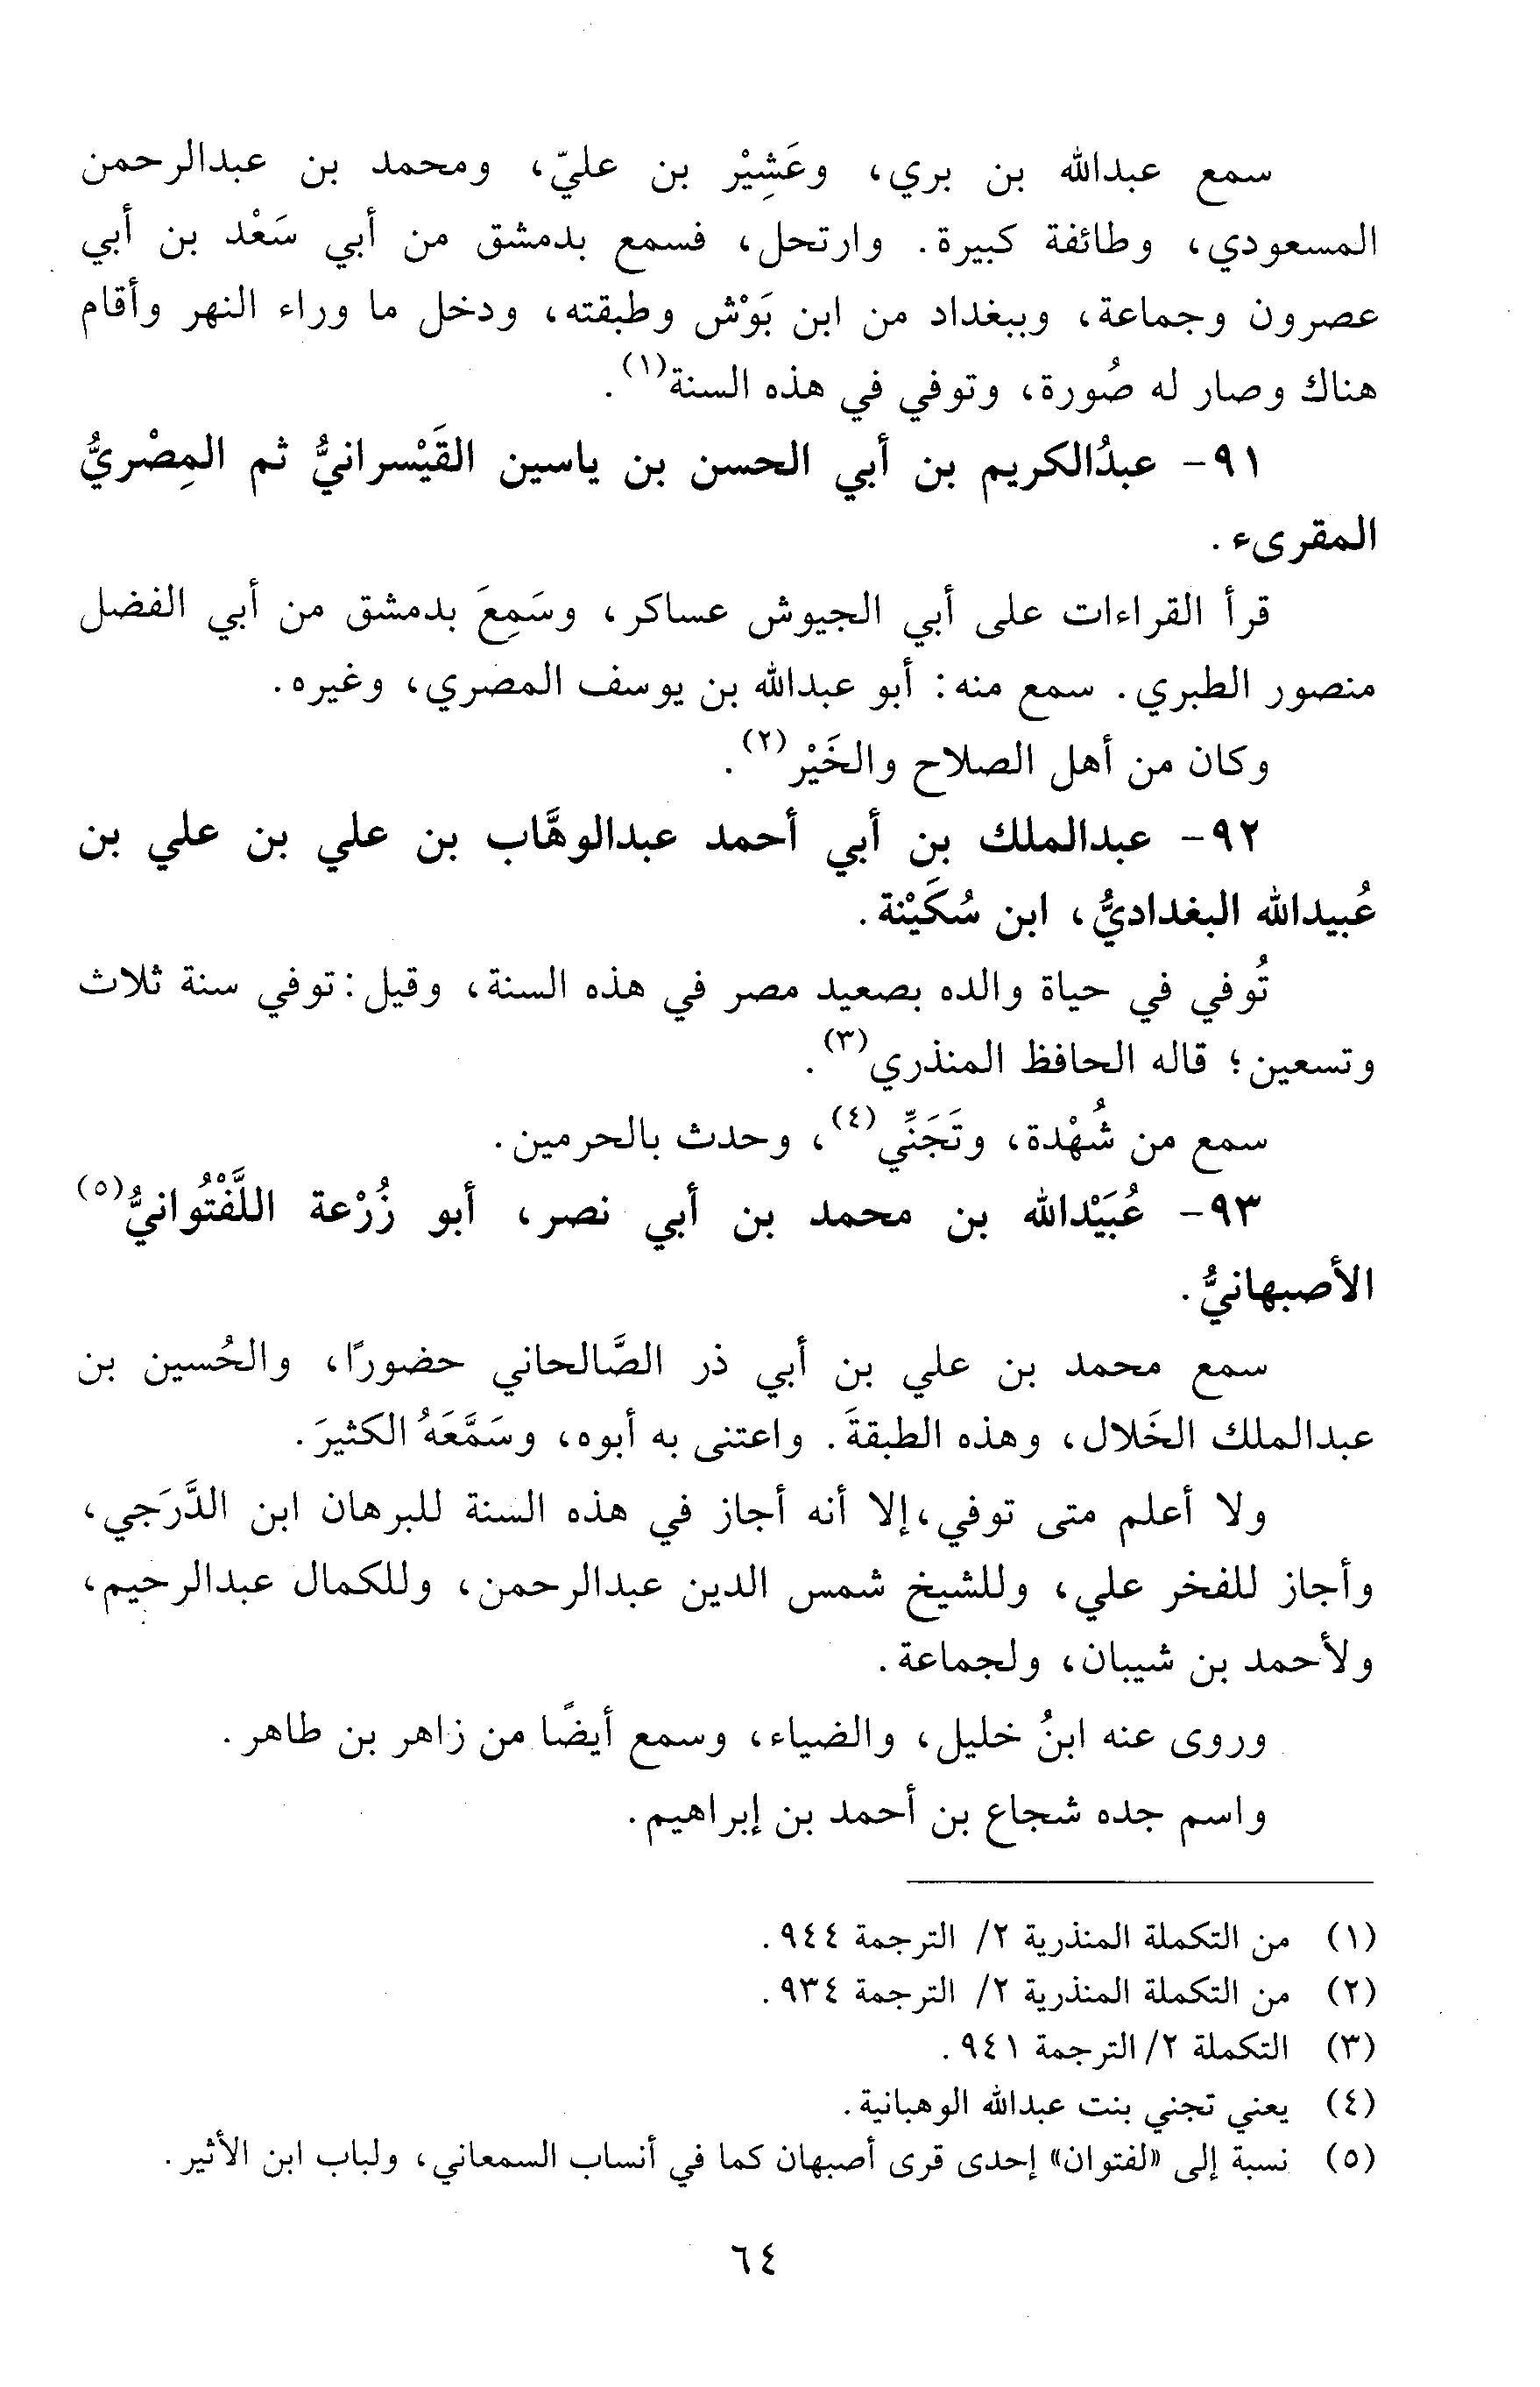 سمع عبدالله بن بري، وعَشِيْر بن عليّ، ومحمد بن عبدالرحمن
المسعودي، وطائفة كبيرة. وارتحل، فسمع بدمشق من أبي سَعْد بن أبي
عصرون وجماعة، وببغداد من ابن بَوْش وطبقته، ودخل ما وراء النهر وأقام
هناك وصار له صُورة، وتوفي في هذه السنة(١).
٩١- عبدُالكريم بن أبي الحسن بن ياسين القَيْسرانيُّ ثم المِصْريُّ
المقرىء.
قرأ القراءات على أبي الجيوش عساكر، وسَمِعَ بدمشق من أبي الفضل
منصور الطبري. سمع منه: أبو عبدالله بن يوسف المصري، وغيره.
وكان من أهل الصلاح والخَيْر(٢).
٩٢- عبدالملك بن أبي أحمد عبدالوهَّاب بن علي بن علي بن
عُبيدالله البغداديُّ، ابن سُكَيْنة.
تُوفي في حياة والده بصعيد مصر في هذه السنة، وقيل: توفي سنة ثلاث
وتسعين؛ قاله الحافظ المنذري(٣).
سمع من شُهْدة، وتَجَنِّي(٤)، وحدث بالحرمين.
٩٣- عُبَيْدالله بن محمد بن أبي نصر، أبو زُرْعة اللَّفْتُوانيُّ(٥)
الأصبهانيُّ.
سمع محمد بن علي بن أبي ذر الصَّالحاني حضورًا، والحُسين بن
عبدالملك الخَلال، وهذه الطبقةَ. واعتنى به أبوه، وسَمَّعَهُ الكثيرَ.
ولا أعلم متى توفي،إلا أنه أجاز في هذه السنة للبرهان ابن الدَّرَجي،
وأجاز للفخر علي، وللشيخ شمس الدين عبدالرحمن، وللكمال عبدالرحيم،
ولأحمد بن شيبان، ولجماعة.
وروى عنه ابنُ خليل، والضياء، وسمع أيضًا من زاهر بن طاهر.
واسم جده شجاع بن أحمد بن إبراهيم.
(١) من التكملة المنذرية ٢/ الترجمة ٩٤٤.
(٢) من التكملة المنذرية ٢/ الترجمة ٩٣٤.
(٣) التكملة ٢/ الترجمة ٩٤١.
(٤) يعني تجني بنت عبدالله الوهبانية.
(٥) نسبة إلى «لفتوان» إحدى قرى أصبهان كما في أنساب السمعاني، ولباب ابن الأثير.
٦٤